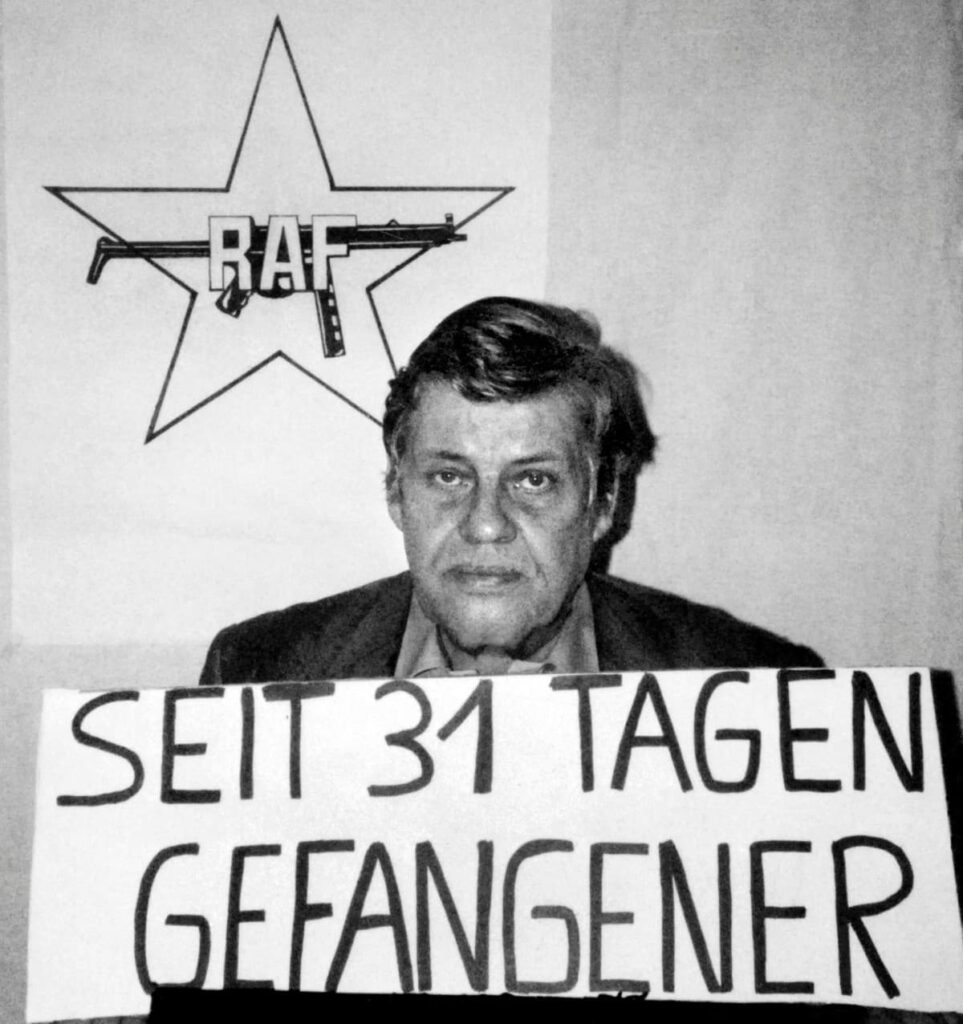 RAF
SEIT 31 TAGEN
GEFANGENER